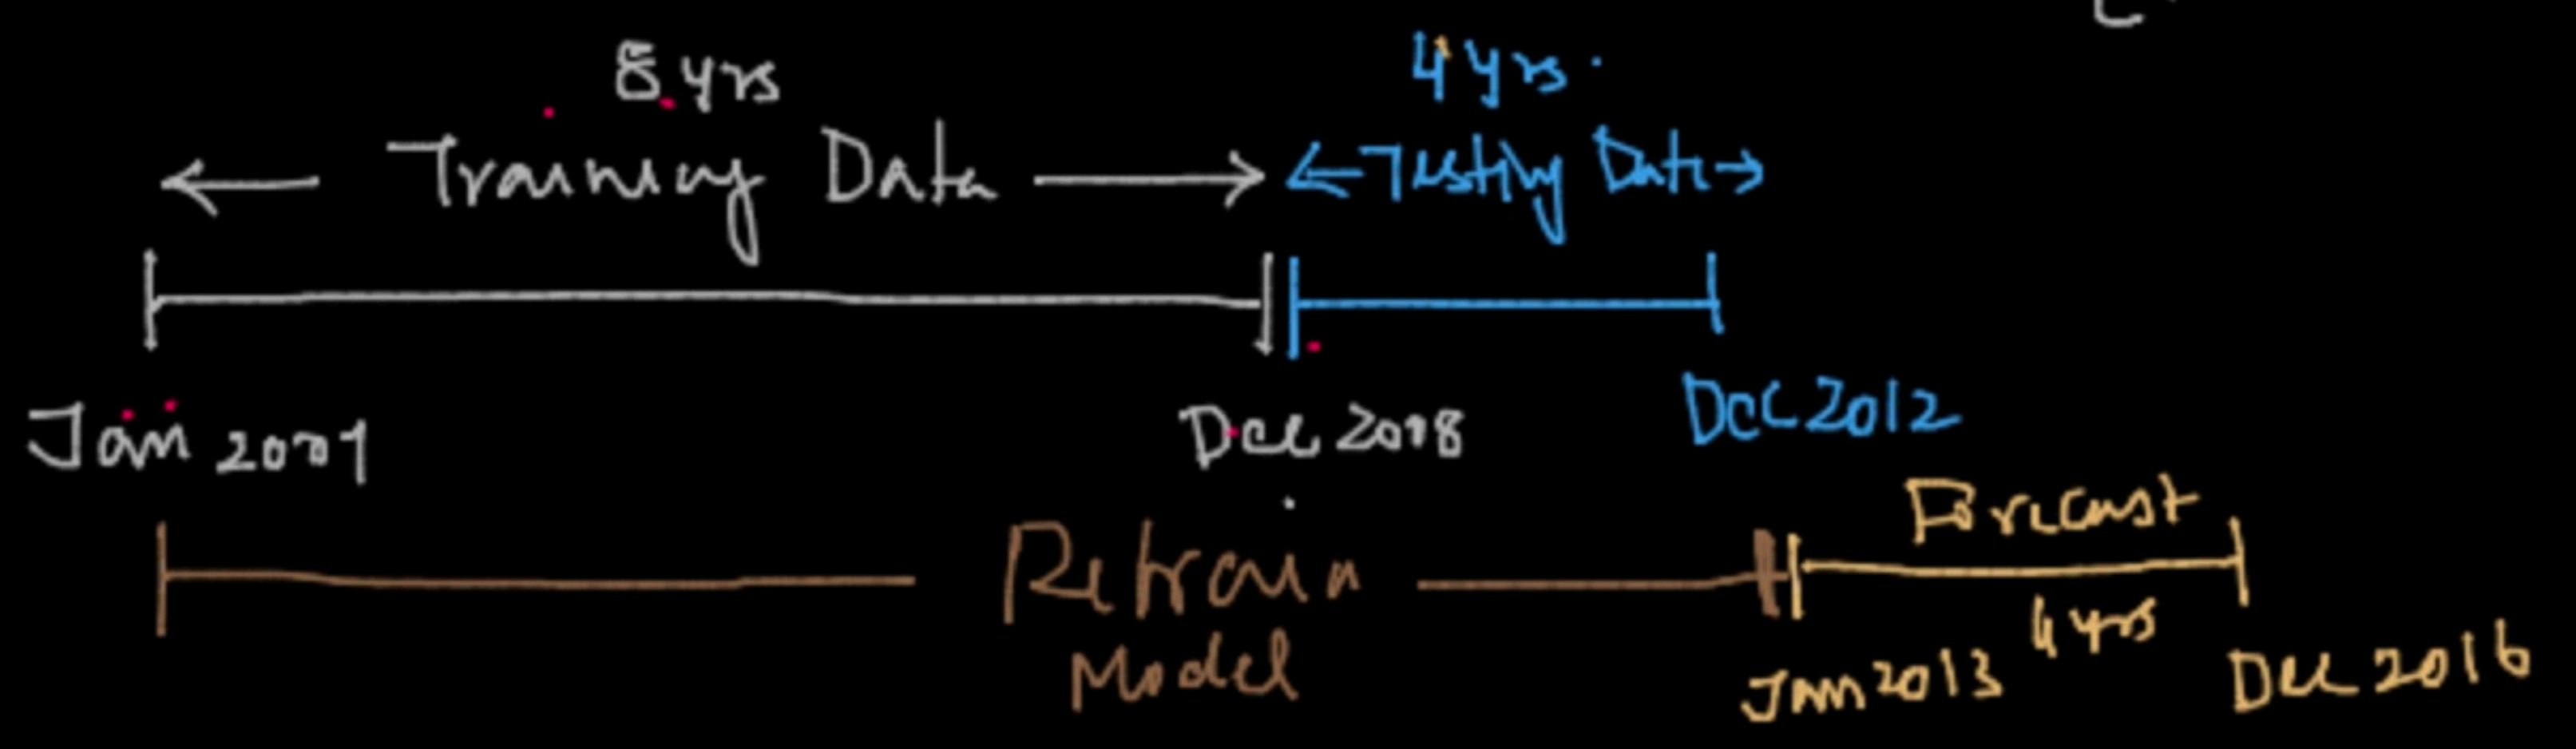 8 yrs 4 yrs.
← Training Data → ← Testing Data →
Jan 2001 Dec 2008 Dec 2012
Forecast
Retrain
4 yrs
Model Jan 2013 Dec 2016